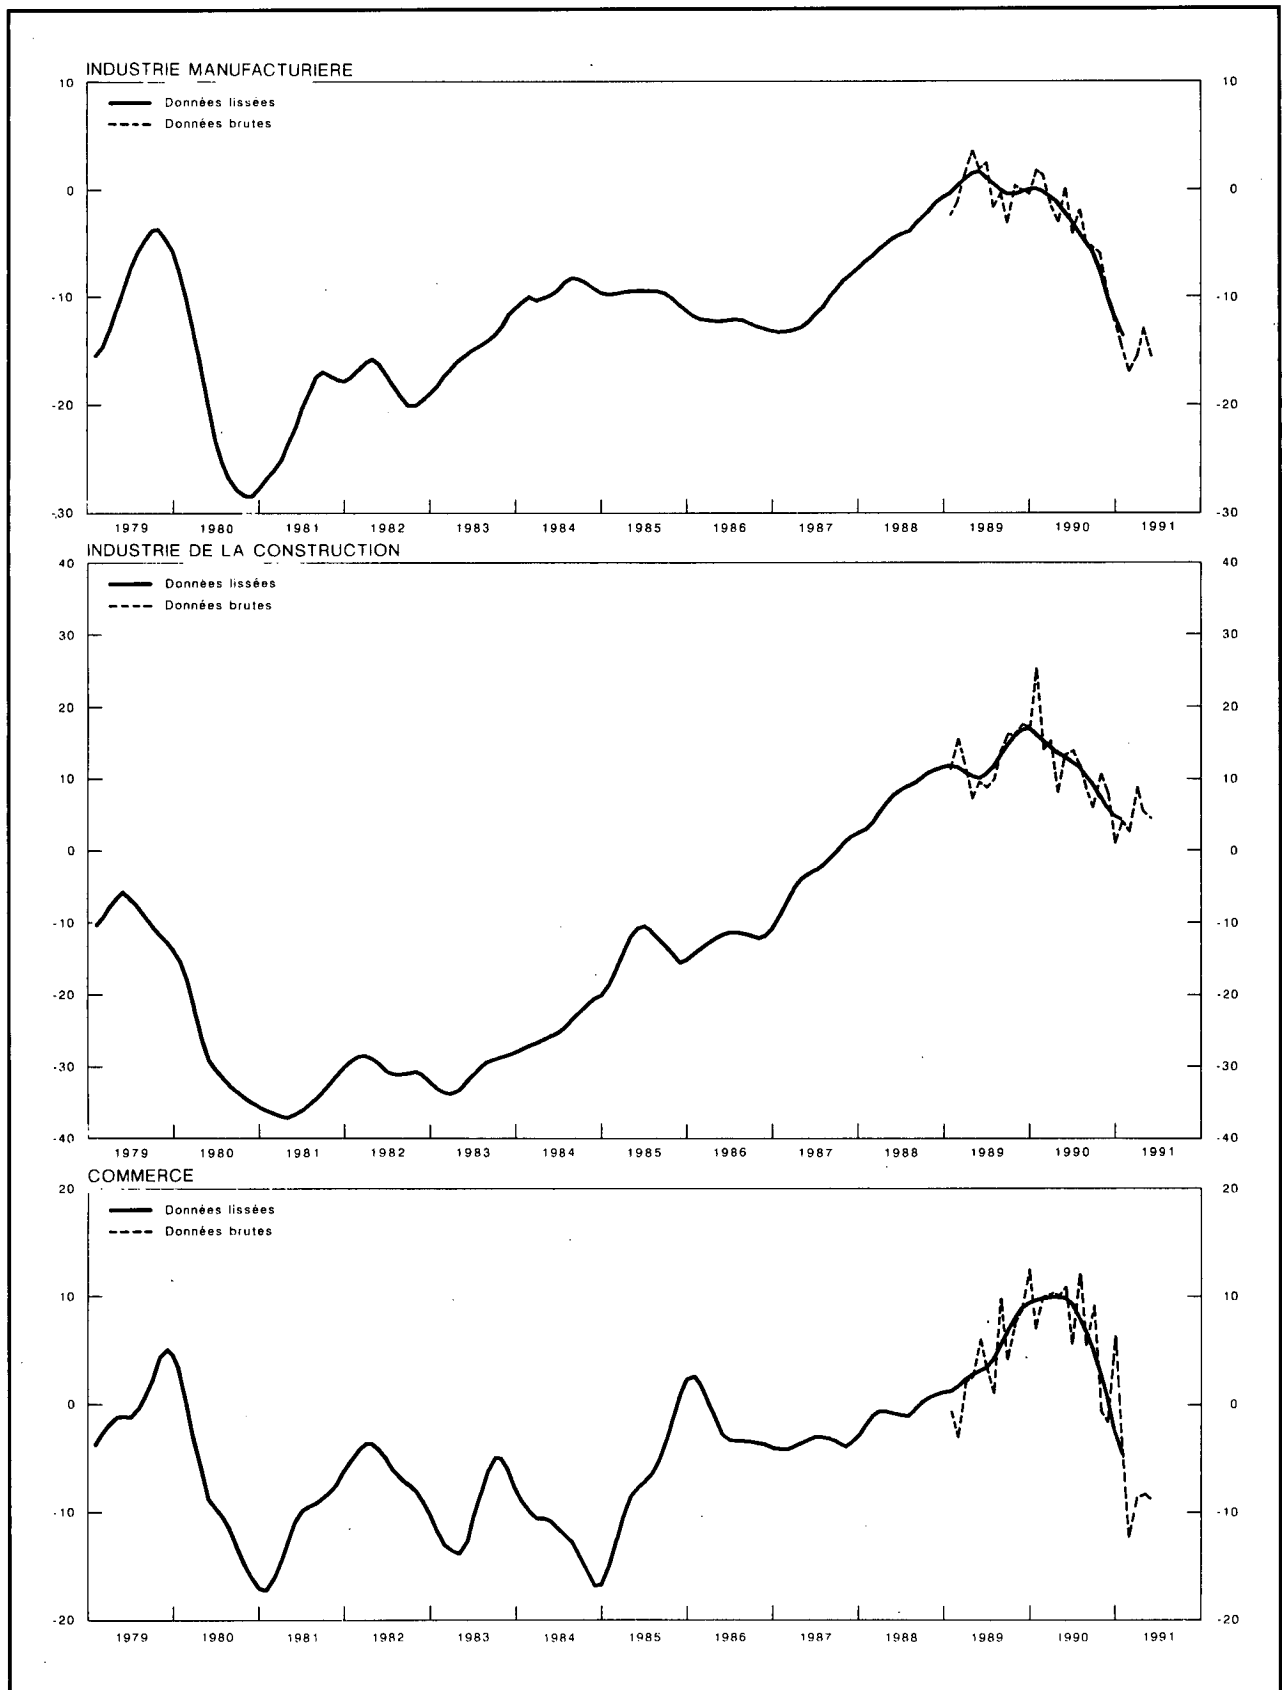 INDUSTRIE MANUFACTURIERE
10 10
Données lissées
Données brutes
0 0
-10 -10
-20 -20
-30 -30
1979 1980 1981 1982 1983 1984 1985 1986 1987 1988 1989 1990 1991
INDUSTRIE DE LA CONSTRUCTION
40 40
Données lissées
Données brutes
30 30
20 20
10 10
0 0
-10 -10
-20 -20
-30 -30
-40 -40
1979 1980 1981 1982 1983 1984 1985 1986 1987 1988 1989 1990 1991
COMMERCE
20 20
Données lissées
Données brutes
10 10
0 0
-10 -10
-20 -20
1979 1980 1981 1982 1983 1984 1985 1986 1987 1988 1989 1990 1991